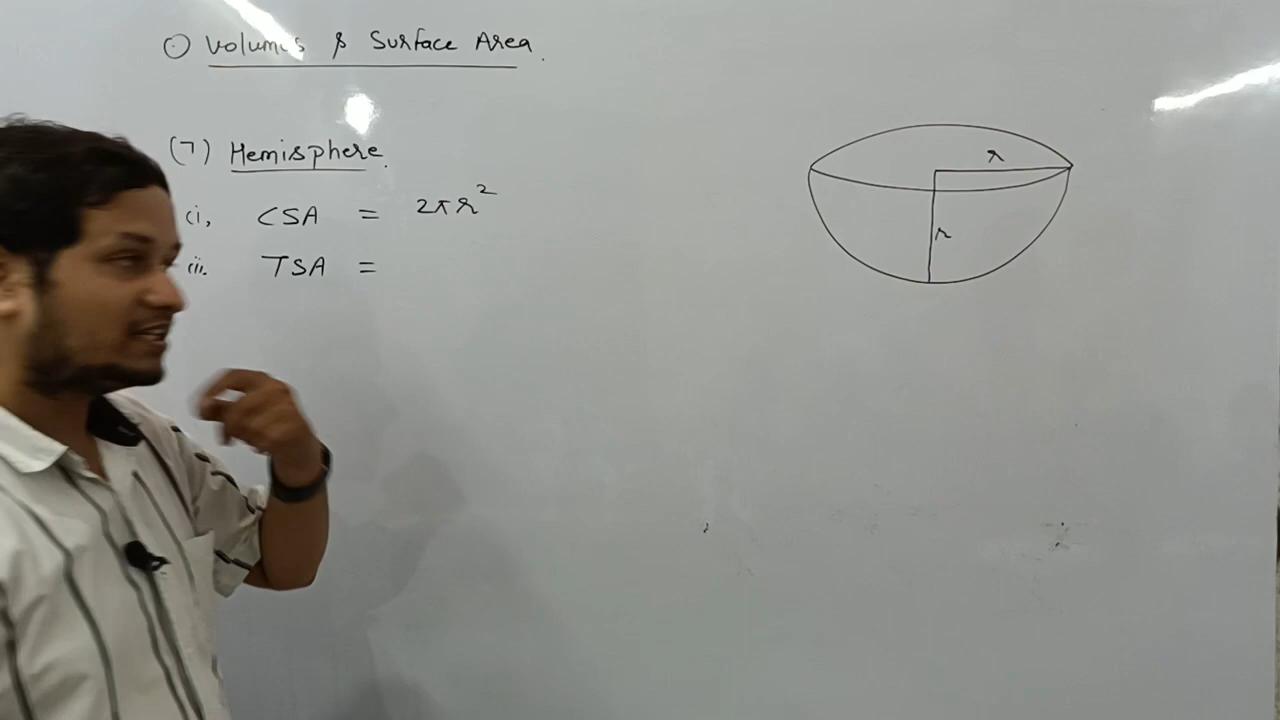 ⊙ Volumes & Surface Area.
(7) Hemisphere.
(i, CSA = 2πr²
(ii. TSA =
r
r